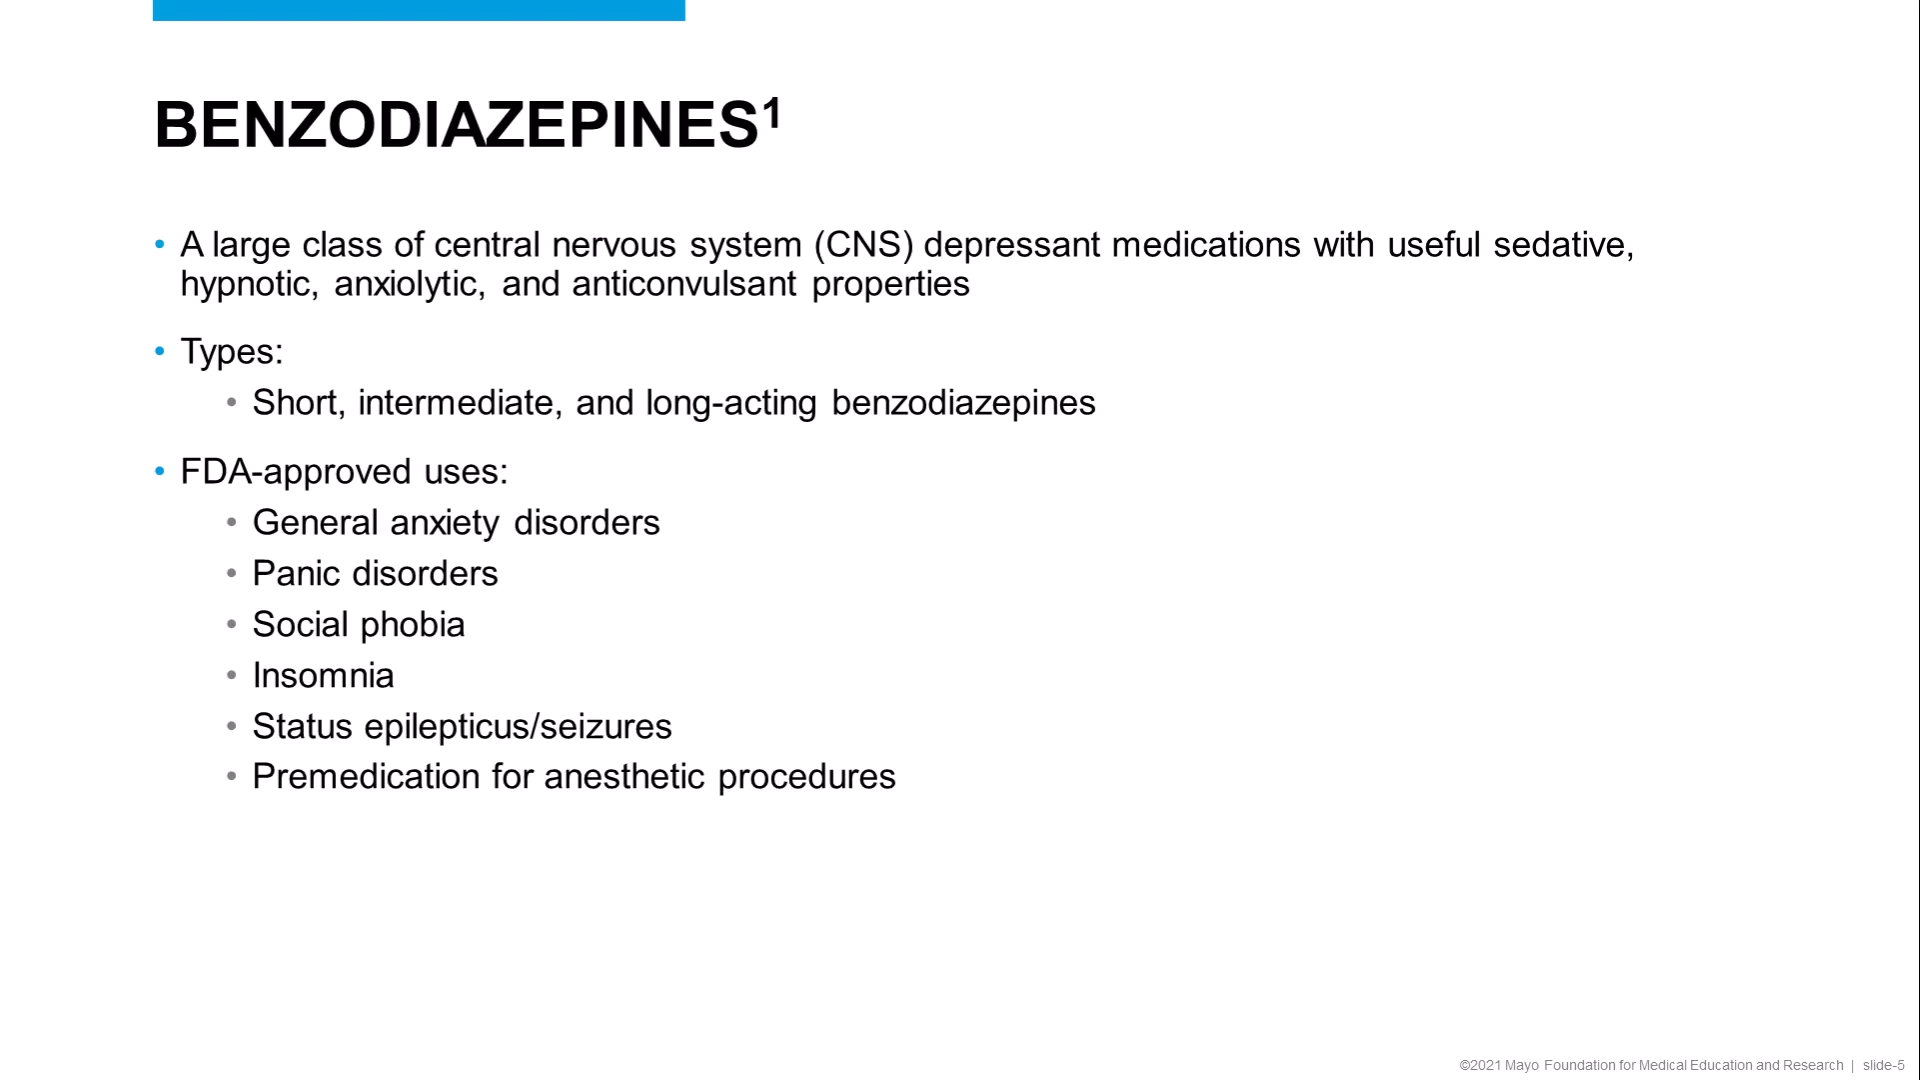 BENZODIAZEPINES¹
• A large class of central nervous system (CNS) depressant medications with useful sedative,
hypnotic, anxiolytic, and anticonvulsant properties
• Types:
• Short, intermediate, and long-acting benzodiazepines
• FDA-approved uses:
• General anxiety disorders
• Panic disorders
• Social phobia
• Insomnia
• Status epilepticus/seizures
• Premedication for anesthetic procedures
©2021 Mayo Foundation for Medical Education and Research | slide-5